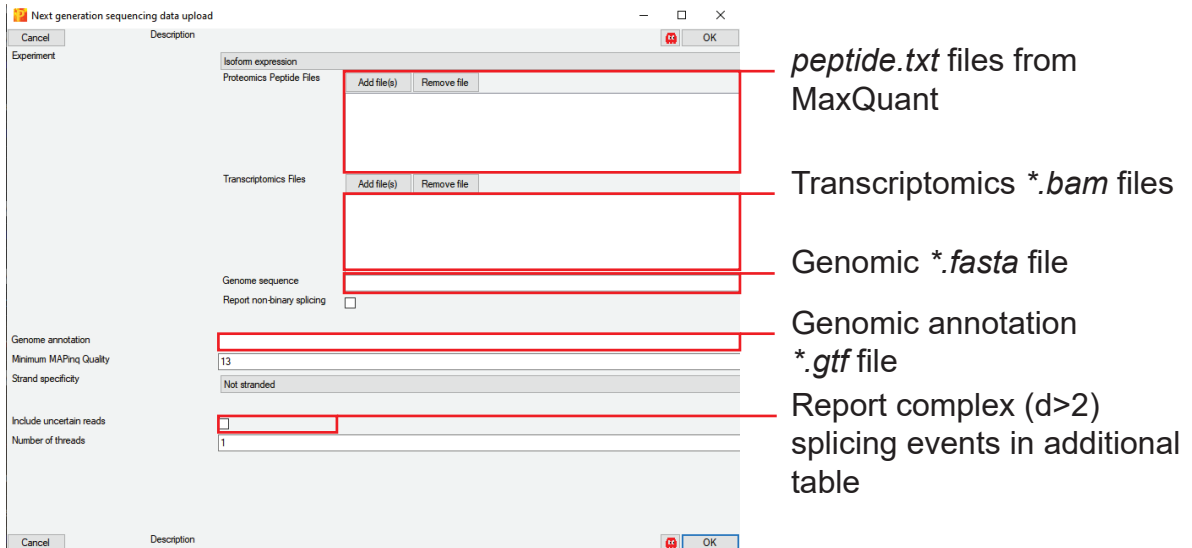 Next generation sequencing data upload
Cancel Description OK
Experiment
Isoform expression
Proteomics Peptide Files Add file(s) Remove file
peptide.txt files from
MaxQuant
Transcriptomics Files Add file(s) Remove file
Transcriptomics *.bam files
Genomic *.fasta file
Genome sequence
Report non-binary splicing
Genomic annotation
*.gtf file
Genome annotation
Minimum MAPinq Quality 13
Strand specificity Not stranded
Report complex (d>2)
splicing events in additional
table
Include uncertain reads
Number of threads 1
Cancel Description OK